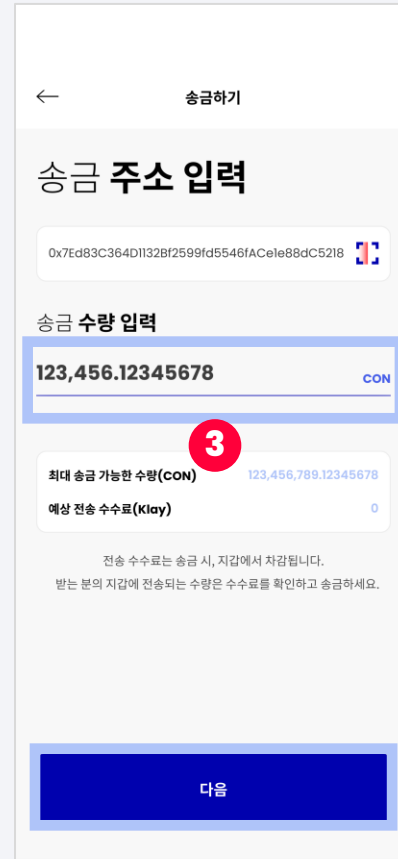 송금하기
송금 주소 입력
0x7Ed83C364D1132Bf2599fd5546fACe1e88dC5218
송금 수량 입력
123,456.12345678
CON
3
최대 송금 가능한 수량(CON) 123,456,789.12345678
예상 전송 수수료(Klay) 0
전송 수수료는 송금 시, 지갑에서 차감됩니다.
받는 분의 지갑에 전송되는 수량은 수수료를 확인하고 송금하세요.
다음